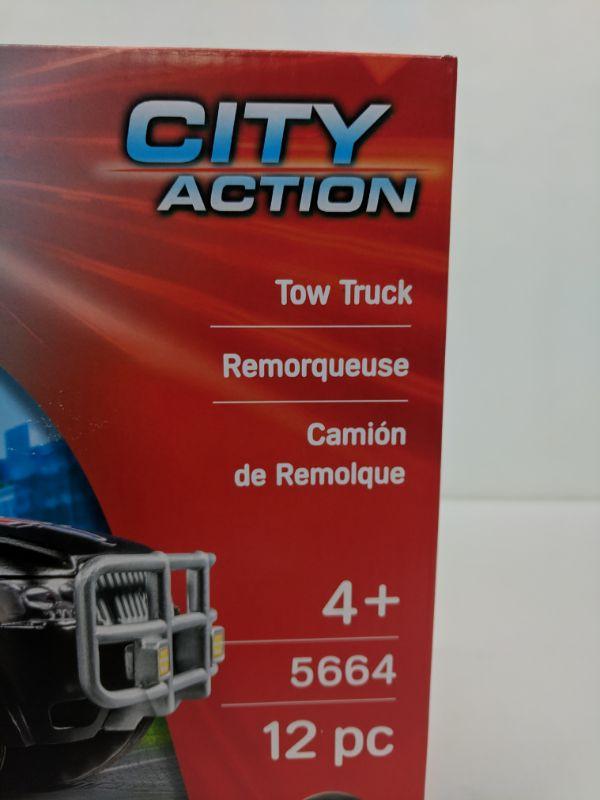 CITY
ACTION
Tow Truck
Remorqueuse
Camión
de Remolque
4+
5664
12 pc